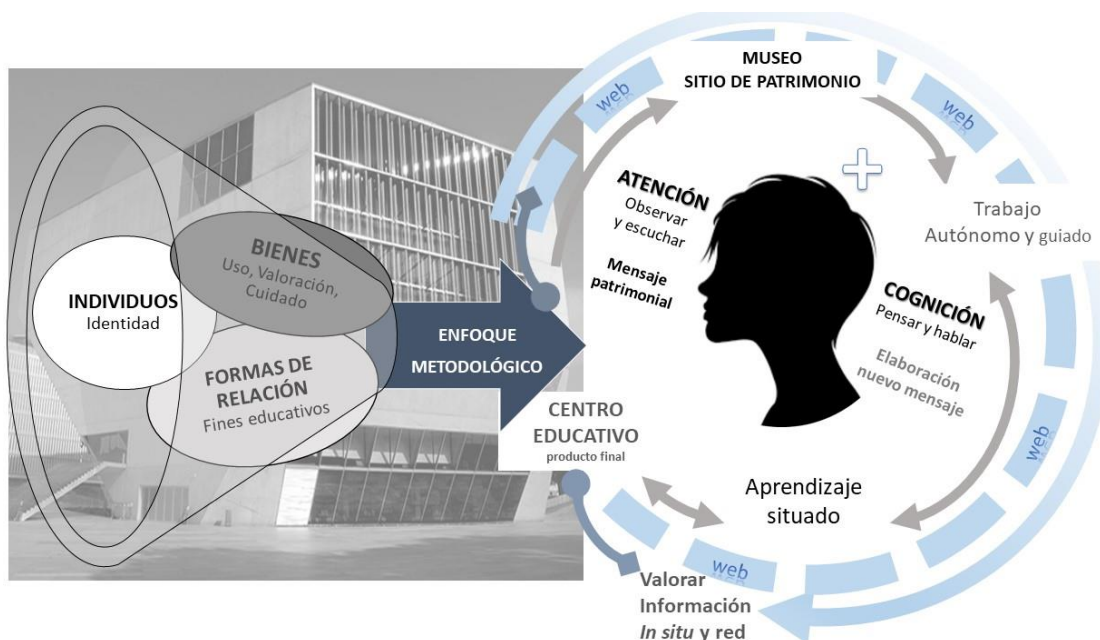 INDIVIDUOS
Identidad
BIENES
Uso, Valoración,
Cuidado
FORMAS DE
RELACIÓN
Fines educativos
ENFOQUE
METODOLÓGICO
MUSEO
SITIO DE PATRIMONIO
web
web
ATENCIÓN
Observar
y escuchar
Mensaje
patrimonial
Trabajo
Autónomo y guiado
COGNICIÓN
Pensar y hablar
Elaboración
nuevo mensaje
web
CENTRO
EDUCATIVO
producto final
Aprendizaje
situado
web
Valorar
Información
In situ y red